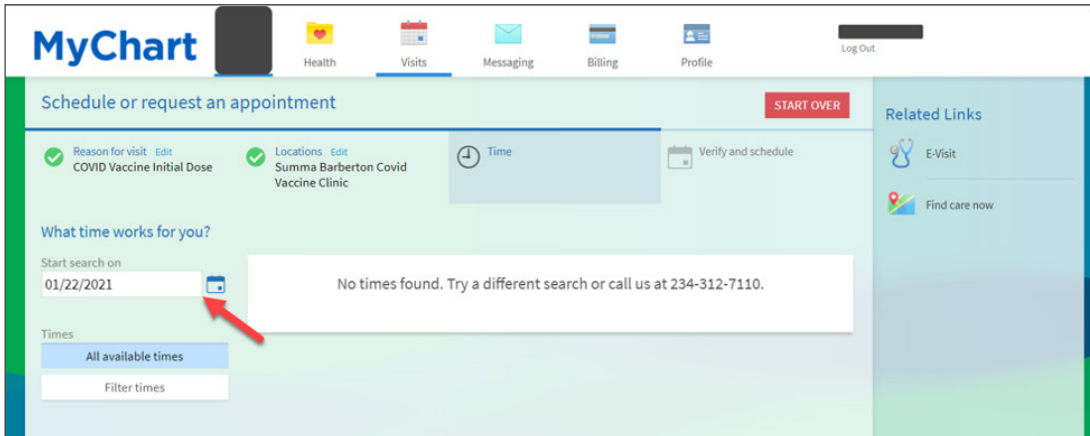 MyChart
Health
Visits
Messaging
Billing
Profile
Log Out
Schedule or request an appointment
START OVER
Reason for visit Edit
COVID Vaccine Initial Dose
Locations Edit
Summa Barberton Covid
Vaccine Clinic
Time
Verify and schedule
What time works for you?
Start search on
01/22/2021
No times found. Try a different search or call us at 234-312-7110.
Times
All available times
Filter times
Related Links
E-Visit
Find care now